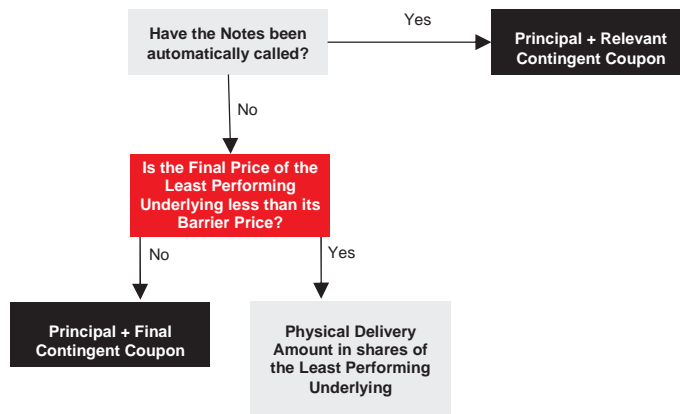 Have the Notes been
automatically called?
Yes
Principal + Relevant
Contingent Coupon
No
Is the Final Price of the
Least Performing
Underlying less than its
Barrier Price?
No
Yes
Principal + Final
Contingent Coupon
Physical Delivery
Amount in shares of
the Least Performing
Underlying